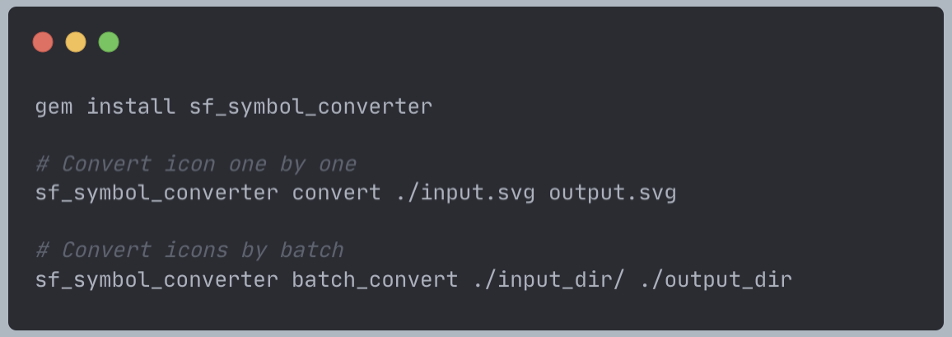 gem install sf_symbol_converter
# Convert icon one by one
sf_symbol_converter convert ./input.svg output.svg
# Convert icons by batch
sf_symbol_converter batch_convert ./input_dir/ ./output_dir